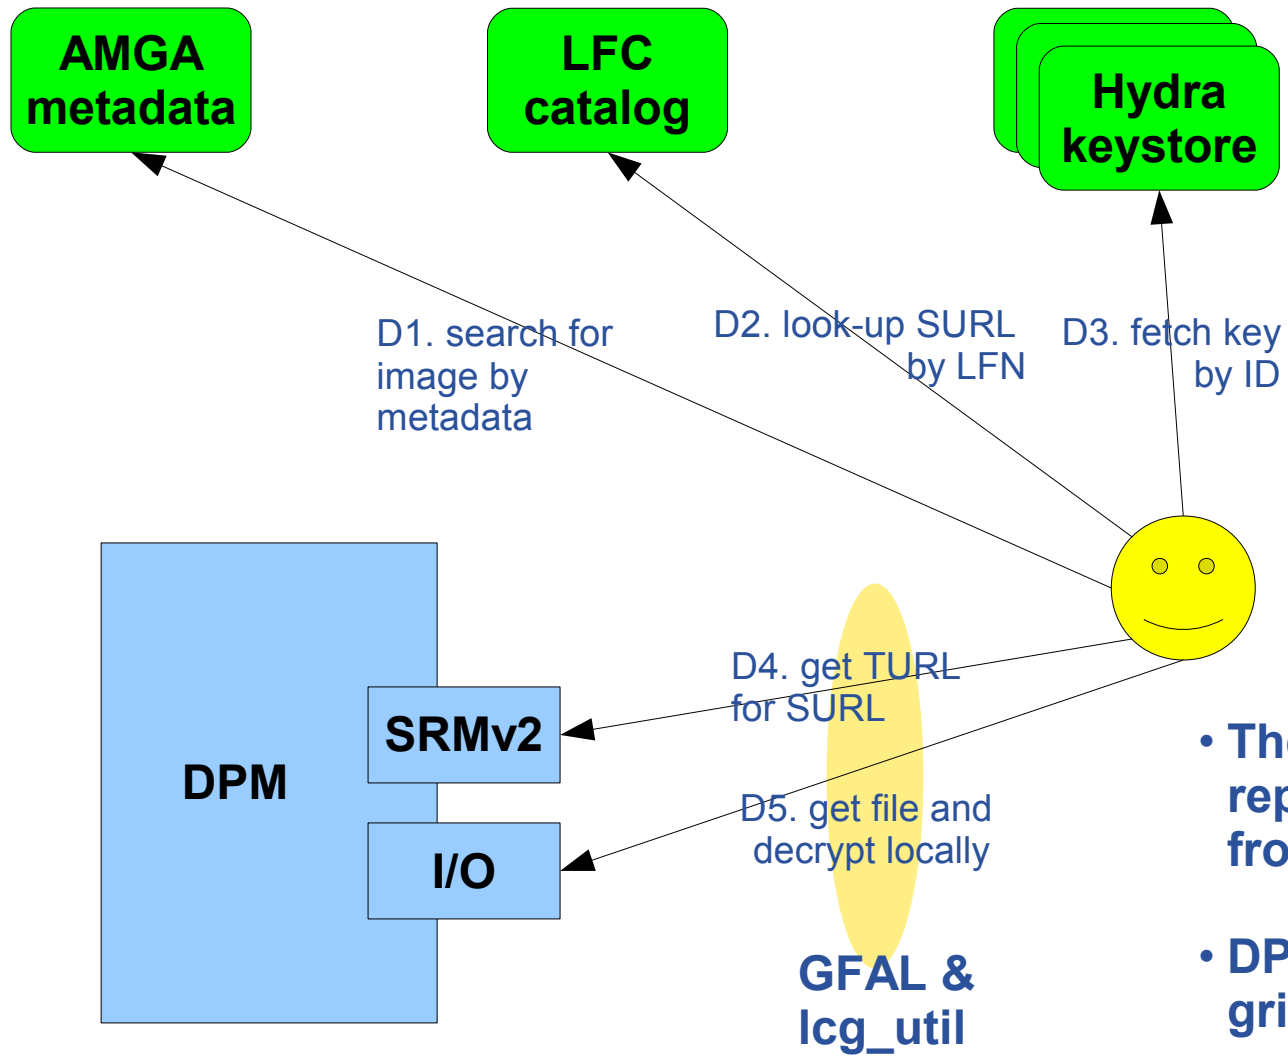 AMGA
metadata
LFC
catalog
Hydra
keystore
D1. search for
image by
metadata
D2. look-up SURL
by LFN
D3. fetch key
by ID
D4. get TURL
for SURL
SRMv2
DPM
D5. get file and
decrypt locally
I/O
GFAL &
lcg_util
•
•